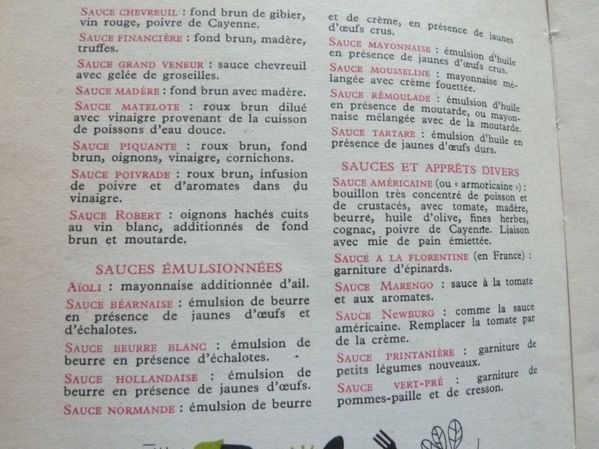 SAUCE CHEVREUIL : fond brun de gibier,
vin rouge, poivre de Cayenne.
SAUCE FINANCIÈRE : fond brun, madère,
truffes.
SAUCE GRAND VENEUR : sauce chevreuil
avec gelée de groseilles.
SAUCE MADÈRE : fond brun avec madère.
SAUCE MATELOTE : roux brun dilué
avec vinaigre provenant de la cuisson
de poissons d'eau douce.
SAUCE PIQUANTE : roux brun, fond
brun, oignons, vinaigre, cornichons.
SAUCE POIVRADE : roux brun, infusion
de poivre et d'aromates dans du
vinaigre.
SAUCE ROBERT : oignons hachés cuits
au vin blanc, additionnés de fond
brun et moutarde.
SAUCES ÉMULSIONNÉES
AÏOLI : mayonnaise additionnée d'ail.
SAUCE BÉARNAISE : émulsion de beurre
en présence de jaunes d'œufs et
d'échalotes.
SAUCE BEURRE BLANC : émulsion de
beurre en présence d'échalotes.
SAUCE HOLLANDAISE : émulsion de
beurre en présence de jaunes d'œufs.
SAUCE NORMANDE : émulsion de beurre
et de crème, en présence de jaunes
d'œufs crus.
SAUCE MAYONNAISE : émulsion d'huile
en présence de jaunes d'œufs crus.
SAUCE MOUSSELINE : mayonnaise mé-
langée avec crème fouettée.
SAUCE RÉMOULADE : émulsion d'huile
en présence de moutarde, ou mayon-
naise mélangée avec de la moutarde.
SAUCE TARTARE : émulsion d'huile en
présence de jaunes d'œufs durs.
SAUCES ET APPRÊTS DIVERS
SAUCE AMÉRICAINE (ou « armoricaine ») :
bouillon très concentré de poisson et
de crustacés, avec tomate, madère,
beurre, huile d'olive, fines herbes,
cognac, poivre de Cayenne. Liaison
avec mie de pain émiettée.
SAUCE A LA FLORENTINE (en France) :
garniture d'épinards.
SAUCE MARENGO : sauce à la tomate
et aux aromates.
SAUCE NEWBURG : comme la sauce
américaine. Remplacer la tomate par
de la crème.
SAUCE PRINTANIÈRE : garniture de
petits légumes nouveaux.
SAUCE VERT-PRÉ : garniture de
pommes-paille et de cresson.